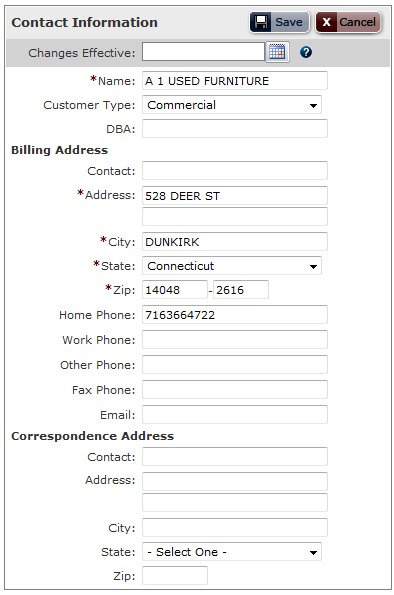 Contact Information Save X Cancel
Changes Effective: ?
*Name: A 1 USED FURNITURE
Customer Type: Commercial
DBA:
Billing Address
Contact:
*Address: 528 DEER ST
*City: DUNKIRK
*State: Connecticut
*Zip: 14048-2616
Home Phone: 7163664722
Work Phone:
Other Phone:
Fax Phone:
Email:
Correspondence Address
Contact:
Address:
City:
State: - Select One -
Zip: